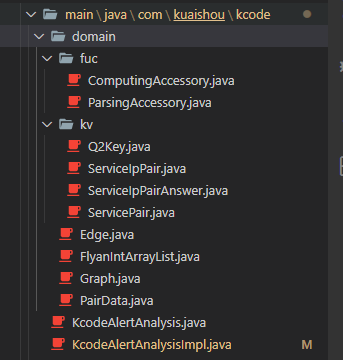 main \ java \ com \ kuaishou \ kcode
domain
fuc
ComputingAccessory.java
ParsingAccessory.java
kv
Q2Key.java
ServiceIpPair.java
ServiceIpPairAnswer.java
ServicePair.java
Edge.java
FlyanIntArrayList.java
Graph.java
PairData.java
KcodeAlertAnalysis.java
KcodeAlertAnalysisImpl.java M